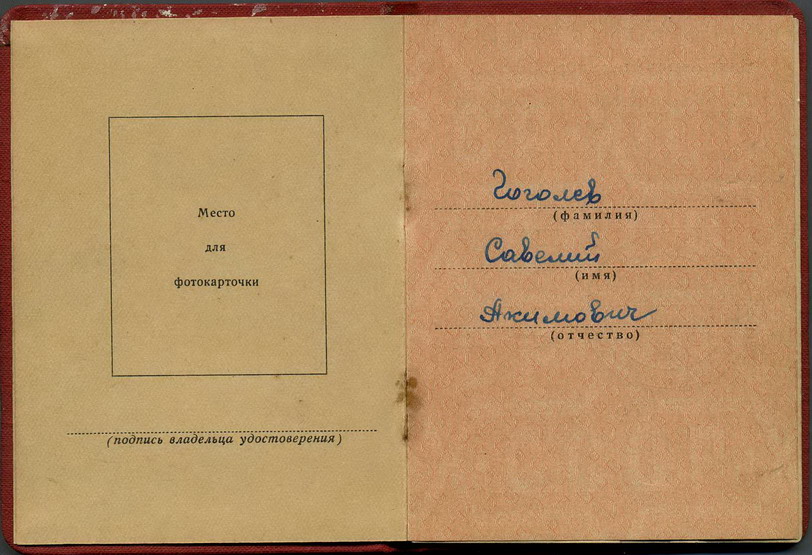 Место
для
фотокарточки
(подпись владельца удостоверения)
Гоголев
(фамилия)
Савелий
(имя)
Акимович
(отчество)